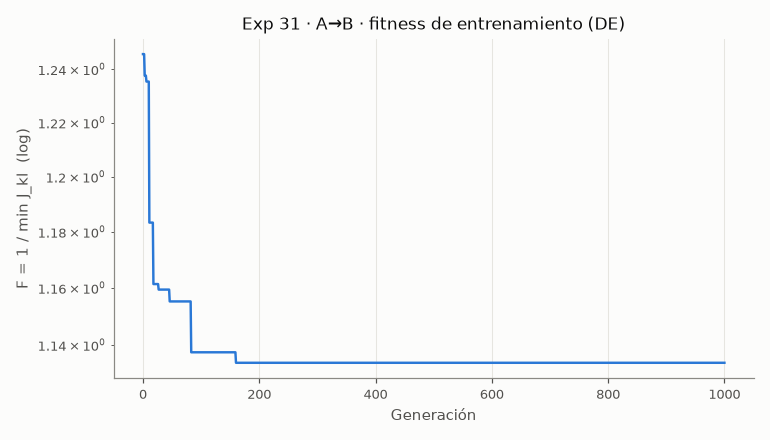 Exp 31 · A→B · fitness de entrenamiento (DE)
F = 1 / min J_kl (log)
1.24 × 10⁰
1.22 × 10⁰
1.2 × 10⁰
1.18 × 10⁰
1.16 × 10⁰
1.14 × 10⁰
0 200 400 600 800 1000
Generación